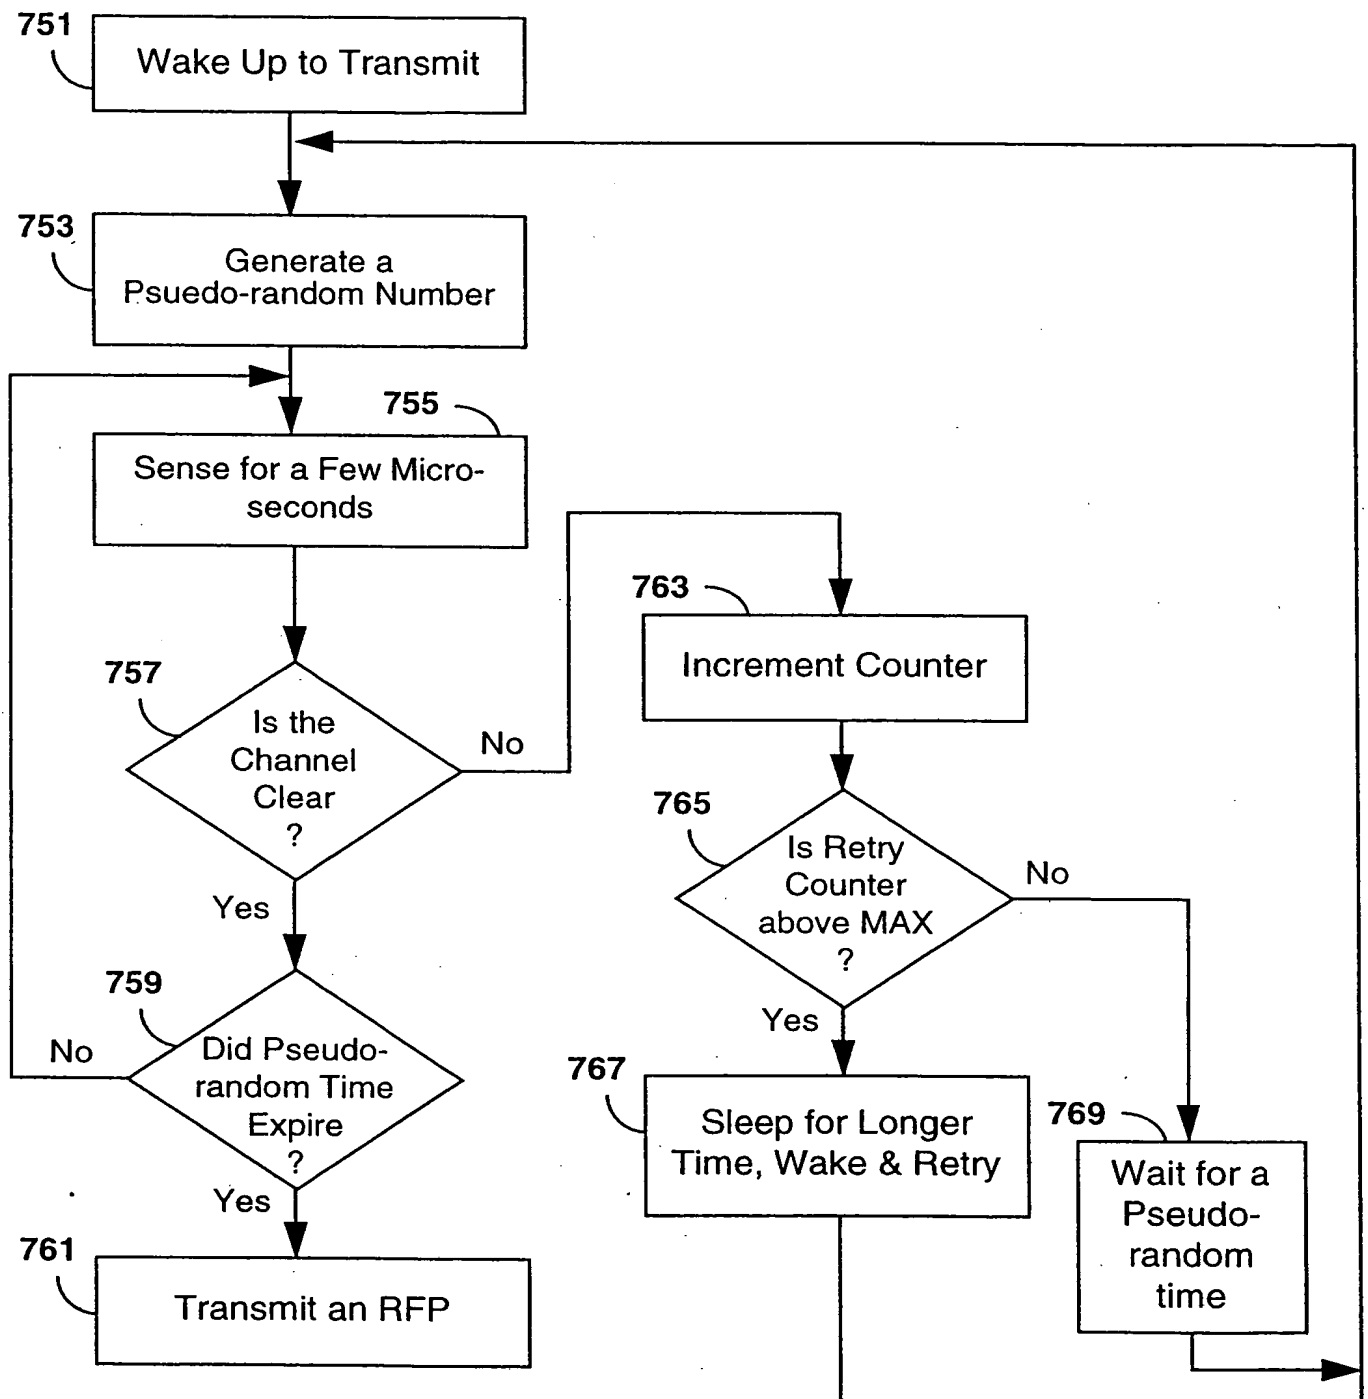 751
Wake Up to Transmit
753
Generate a
Psuedo-random Number
755
Sense for a Few Micro-
seconds
757
Is the
Channel
Clear
?
No
Yes
759
Did Pseudo-
random Time
Expire
?
No
Yes
761
Transmit an RFP
763
Increment Counter
765
Is Retry
Counter
above MAX
?
No
Yes
767
Sleep for Longer
Time, Wake & Retry
769
Wait for a
Pseudo-
random
time